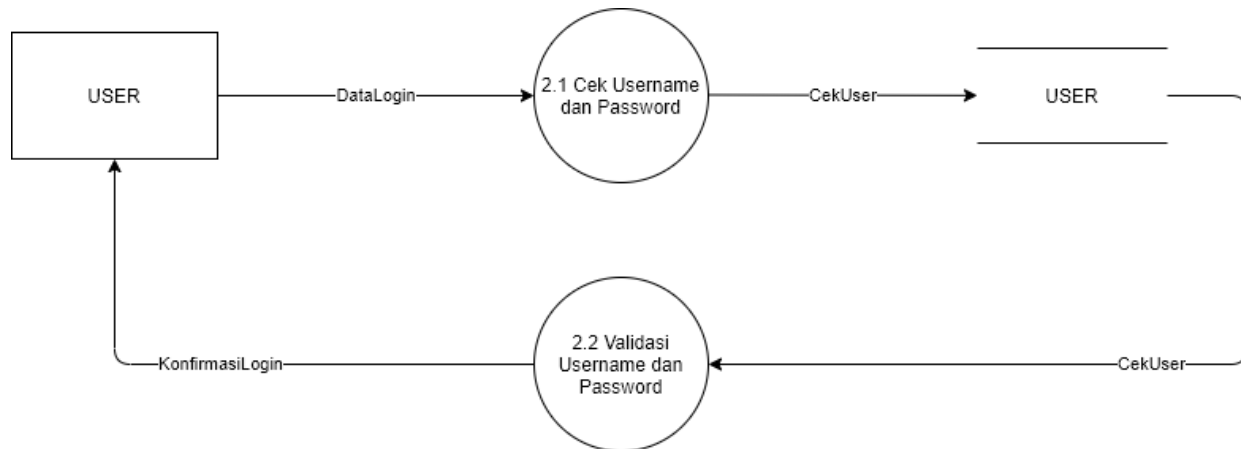 USER
DataLogin
2.1 Cek Username
dan Password
CekUser
USER
KonfirmasiLogin
2.2 Validasi
Username dan
Password
CekUser